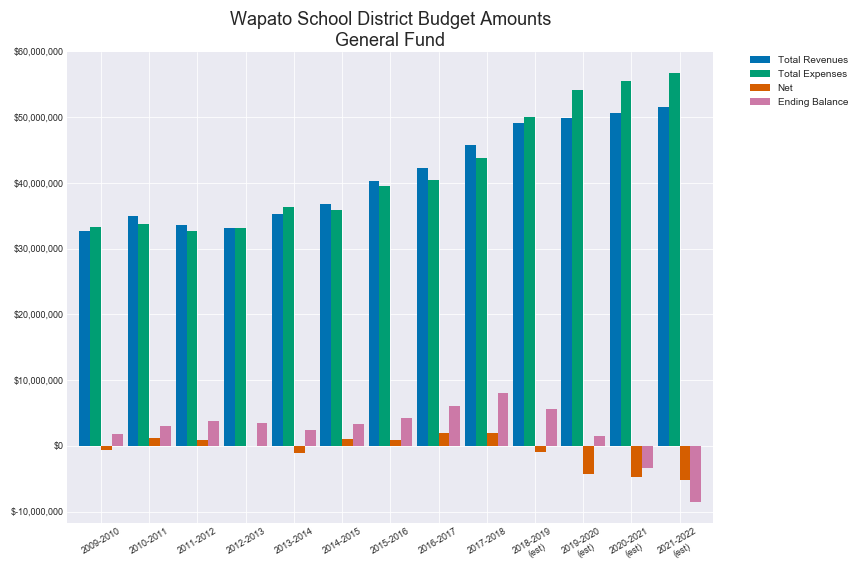 Wapato School District Budget Amounts
General Fund
Total Revenues
Total Expenses
Net
Ending Balance
$60,000,000
$50,000,000
$40,000,000
$30,000,000
$20,000,000
$10,000,000
$0
$-10,000,000
2009-2010
2010-2011
2011-2012
2012-2013
2013-2014
2014-2015
2015-2016
2016-2017
2017-2018
2018-2019
(est)
2019-2020
(est)
2020-2021
(est)
2021-2022
(est)